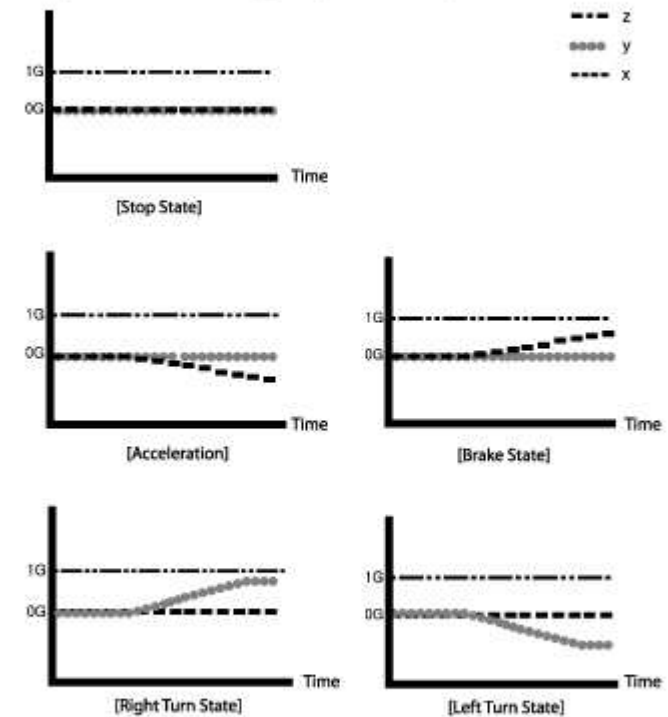 z
y
x
1G
0G
Time
[Stop State]
1G
0G
Time
[Acceleration]
1G
0G
Time
[Brake State]
1G
0G
Time
[Right Turn State]
1G
0G
Time
[Left Turn State]